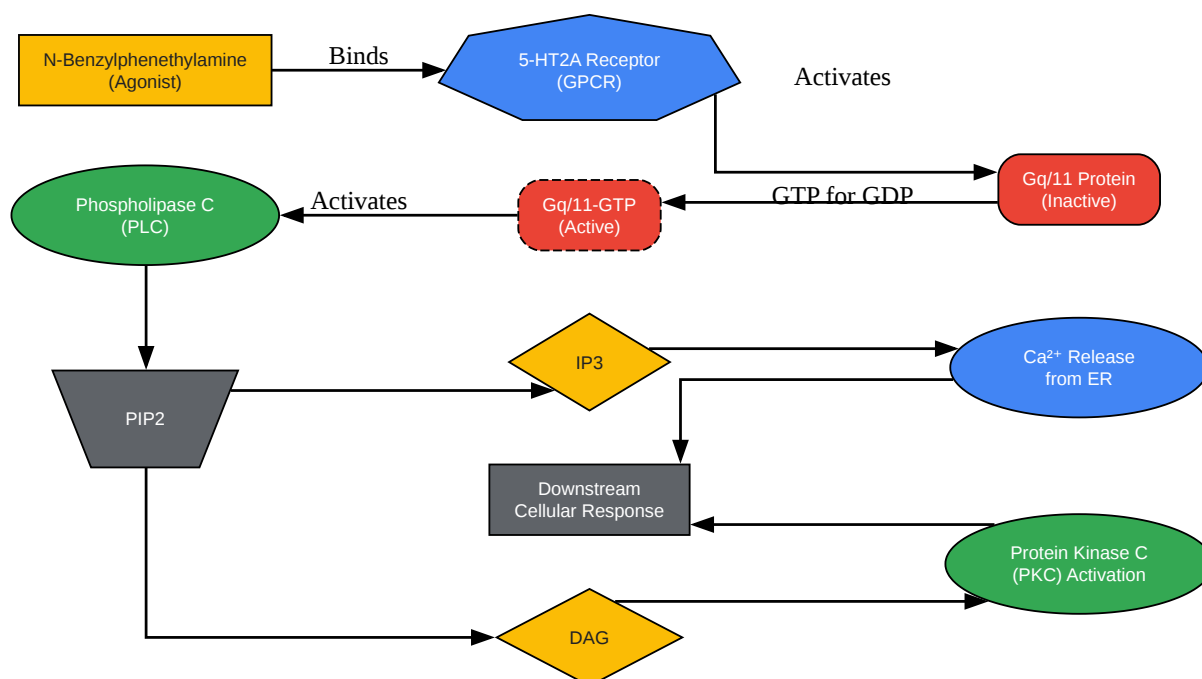 N-Benzylphenethylamine
(Agonist)
Binds
5-HT2A Receptor
(GPCR)
Activates
Phospholipase C
(PLC)
Activates
Gq/11-GTP
(Active)
GTP for GDP
Gq/11 Protein
(Inactive)
PIP2
IP3
Ca²⁺ Release
from ER
Downstream
Cellular Response
Protein Kinase C
(PKC) Activation
DAG